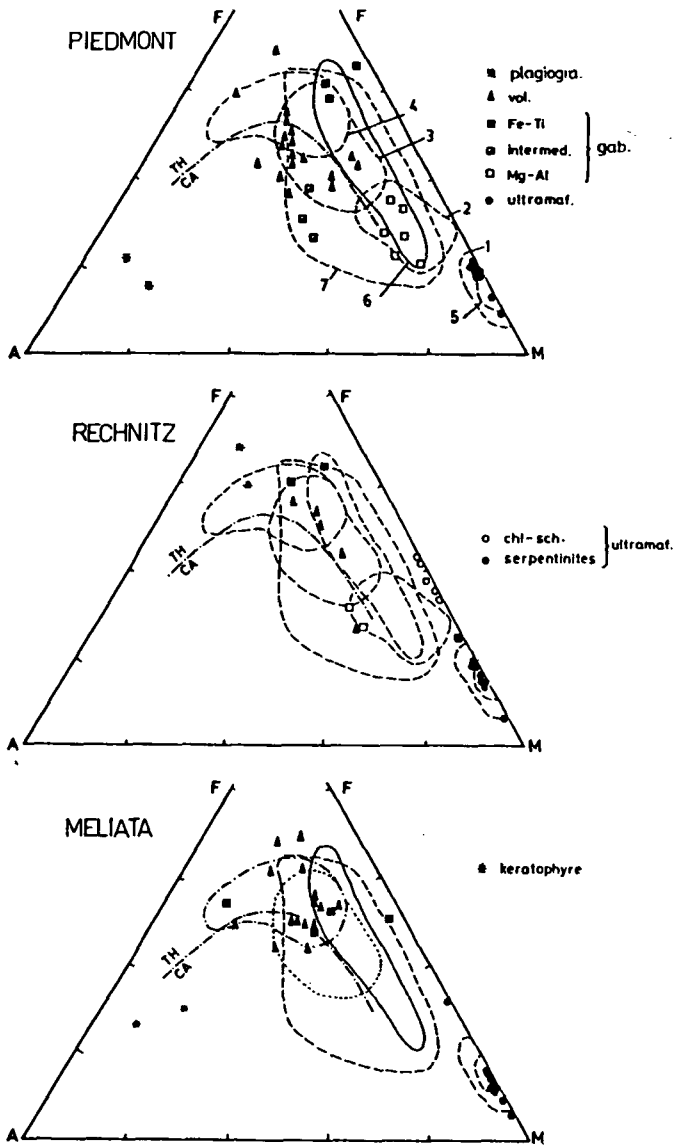 PIEDMONT
F F
plagiogra.
vol.
Fe-Ti
Intermed.
Mg-Al
gab.
ultramaf.
4
3
2
1
TH
CA
7
6
5
A M
RECHNITZ
F F
chl-sch.
serpentinites
ultramaf.
TH
CA
A M
MELIATA
F F
keratophyre
TH
CA
A M